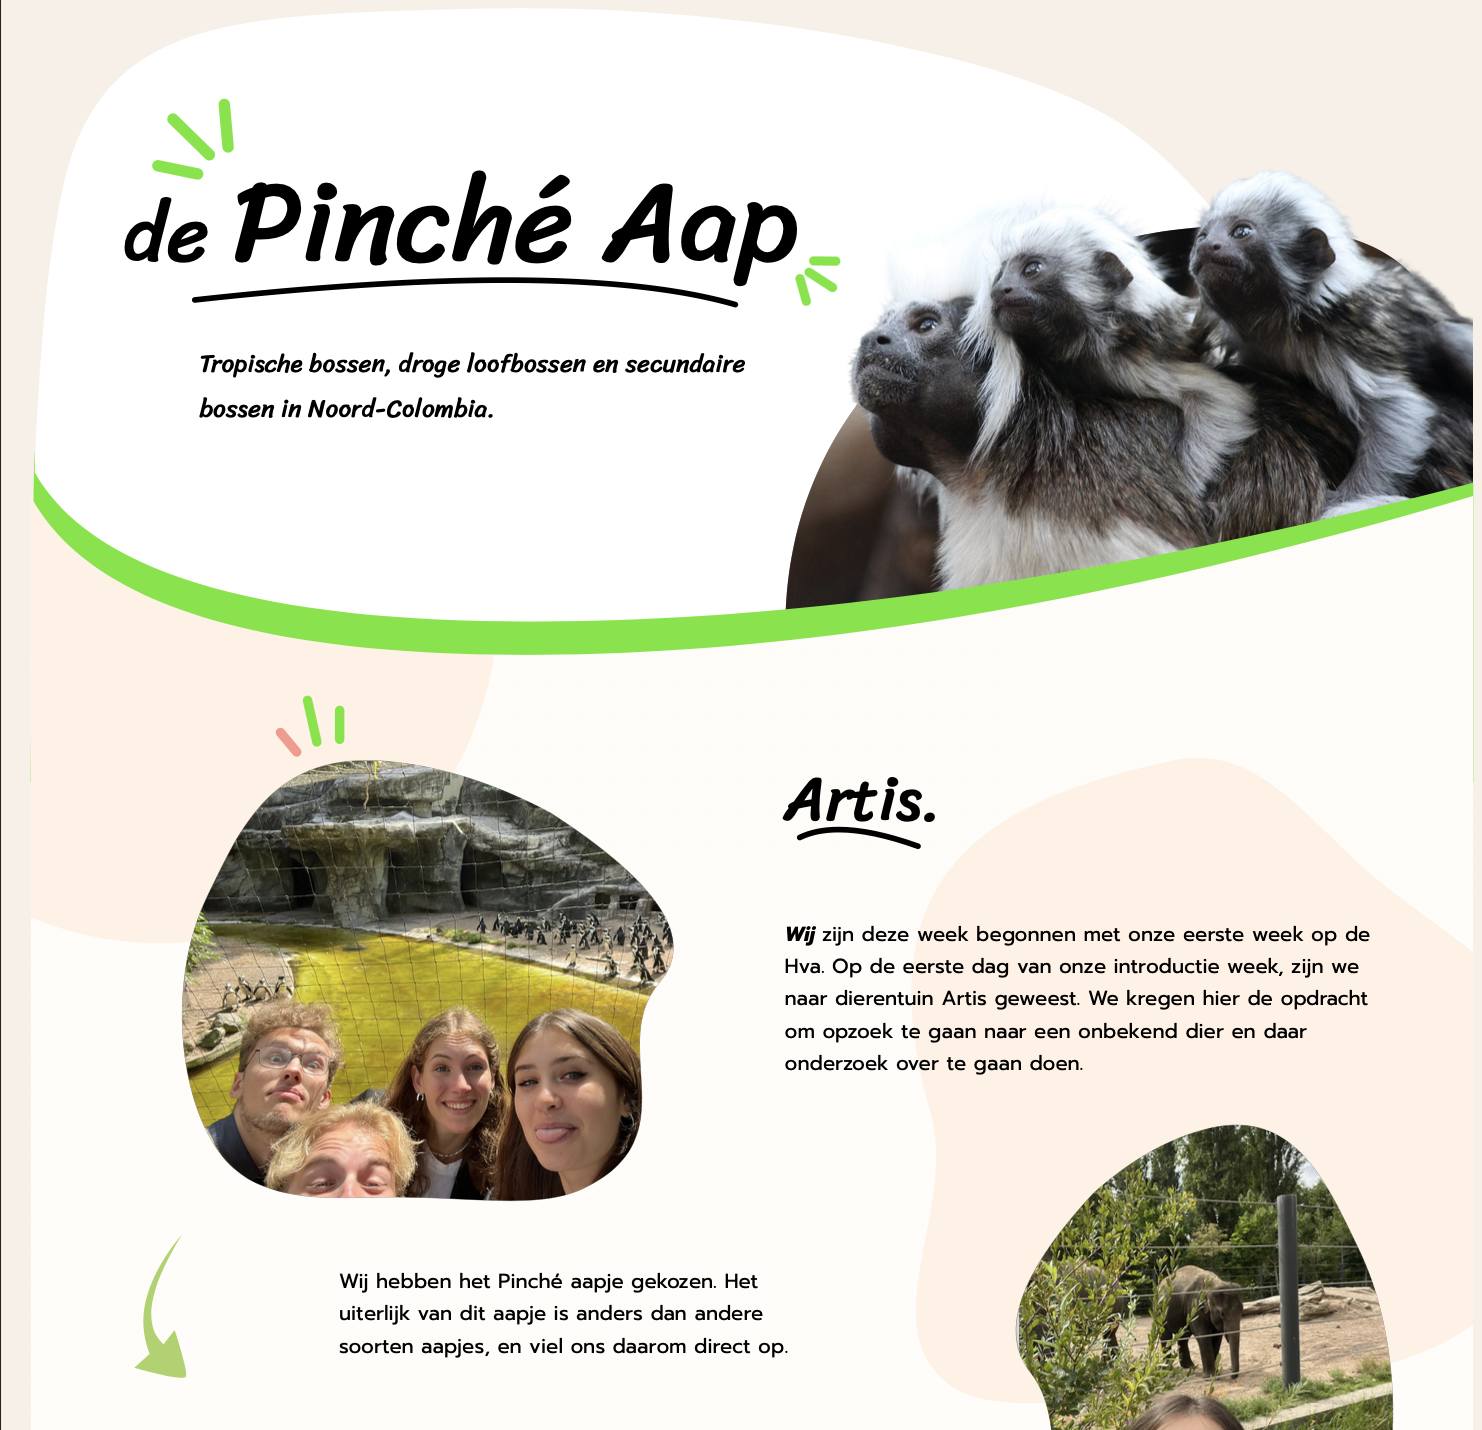 de Pinché Aap
Tropische bossen, droge loofbossen en secundaire
bossen in Noord-Colombia.
Artis.
Wij zijn deze week begonnen met onze eerste week op de
Hva. Op de eerste dag van onze introductie week, zijn we
naar dierentuin Artis geweest. We kregen hier de opdracht
om opzoek te gaan naar een onbekend dier en daar
onderzoek over te gaan doen.
Wij hebben het Pinché aapje gekozen. Het
uiterlijk van dit aapje is anders dan andere
soorten aapjes, en viel ons daarom direct op.